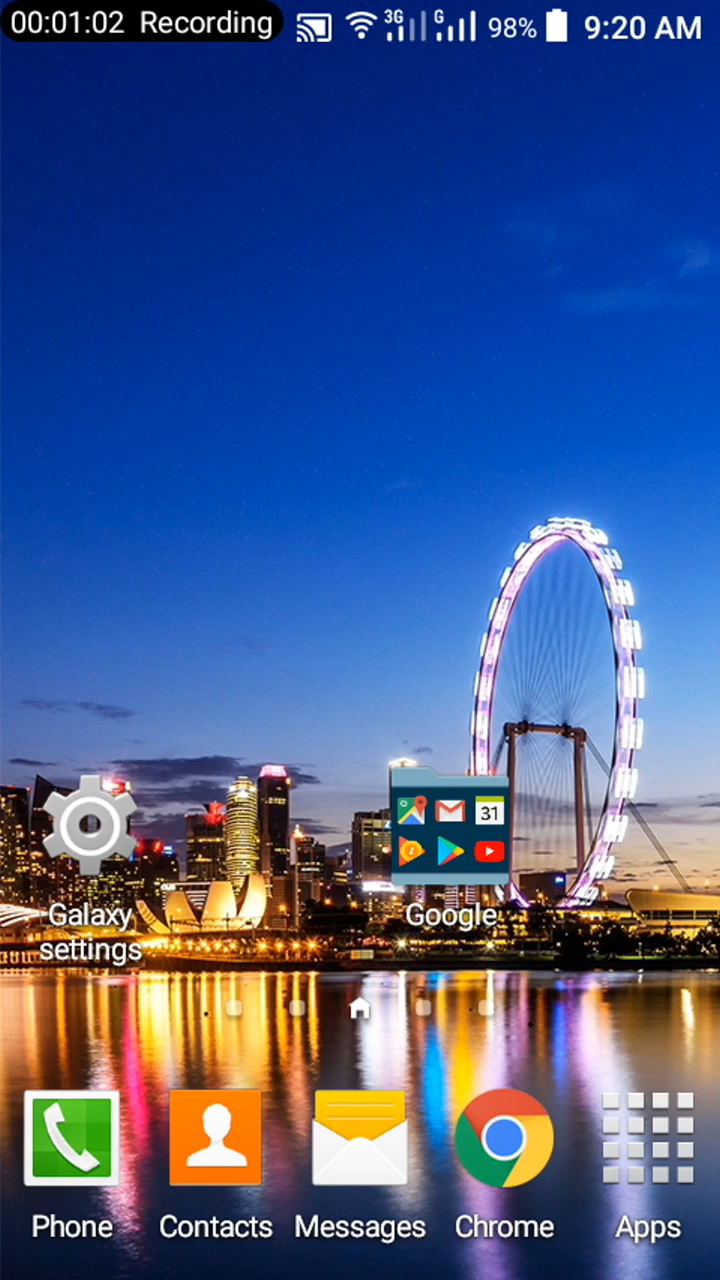 00:01:02 Recording 3G G 98% 9:20 AM
31
Galaxy settings
Google
Phone Contacts Messages Chrome Apps